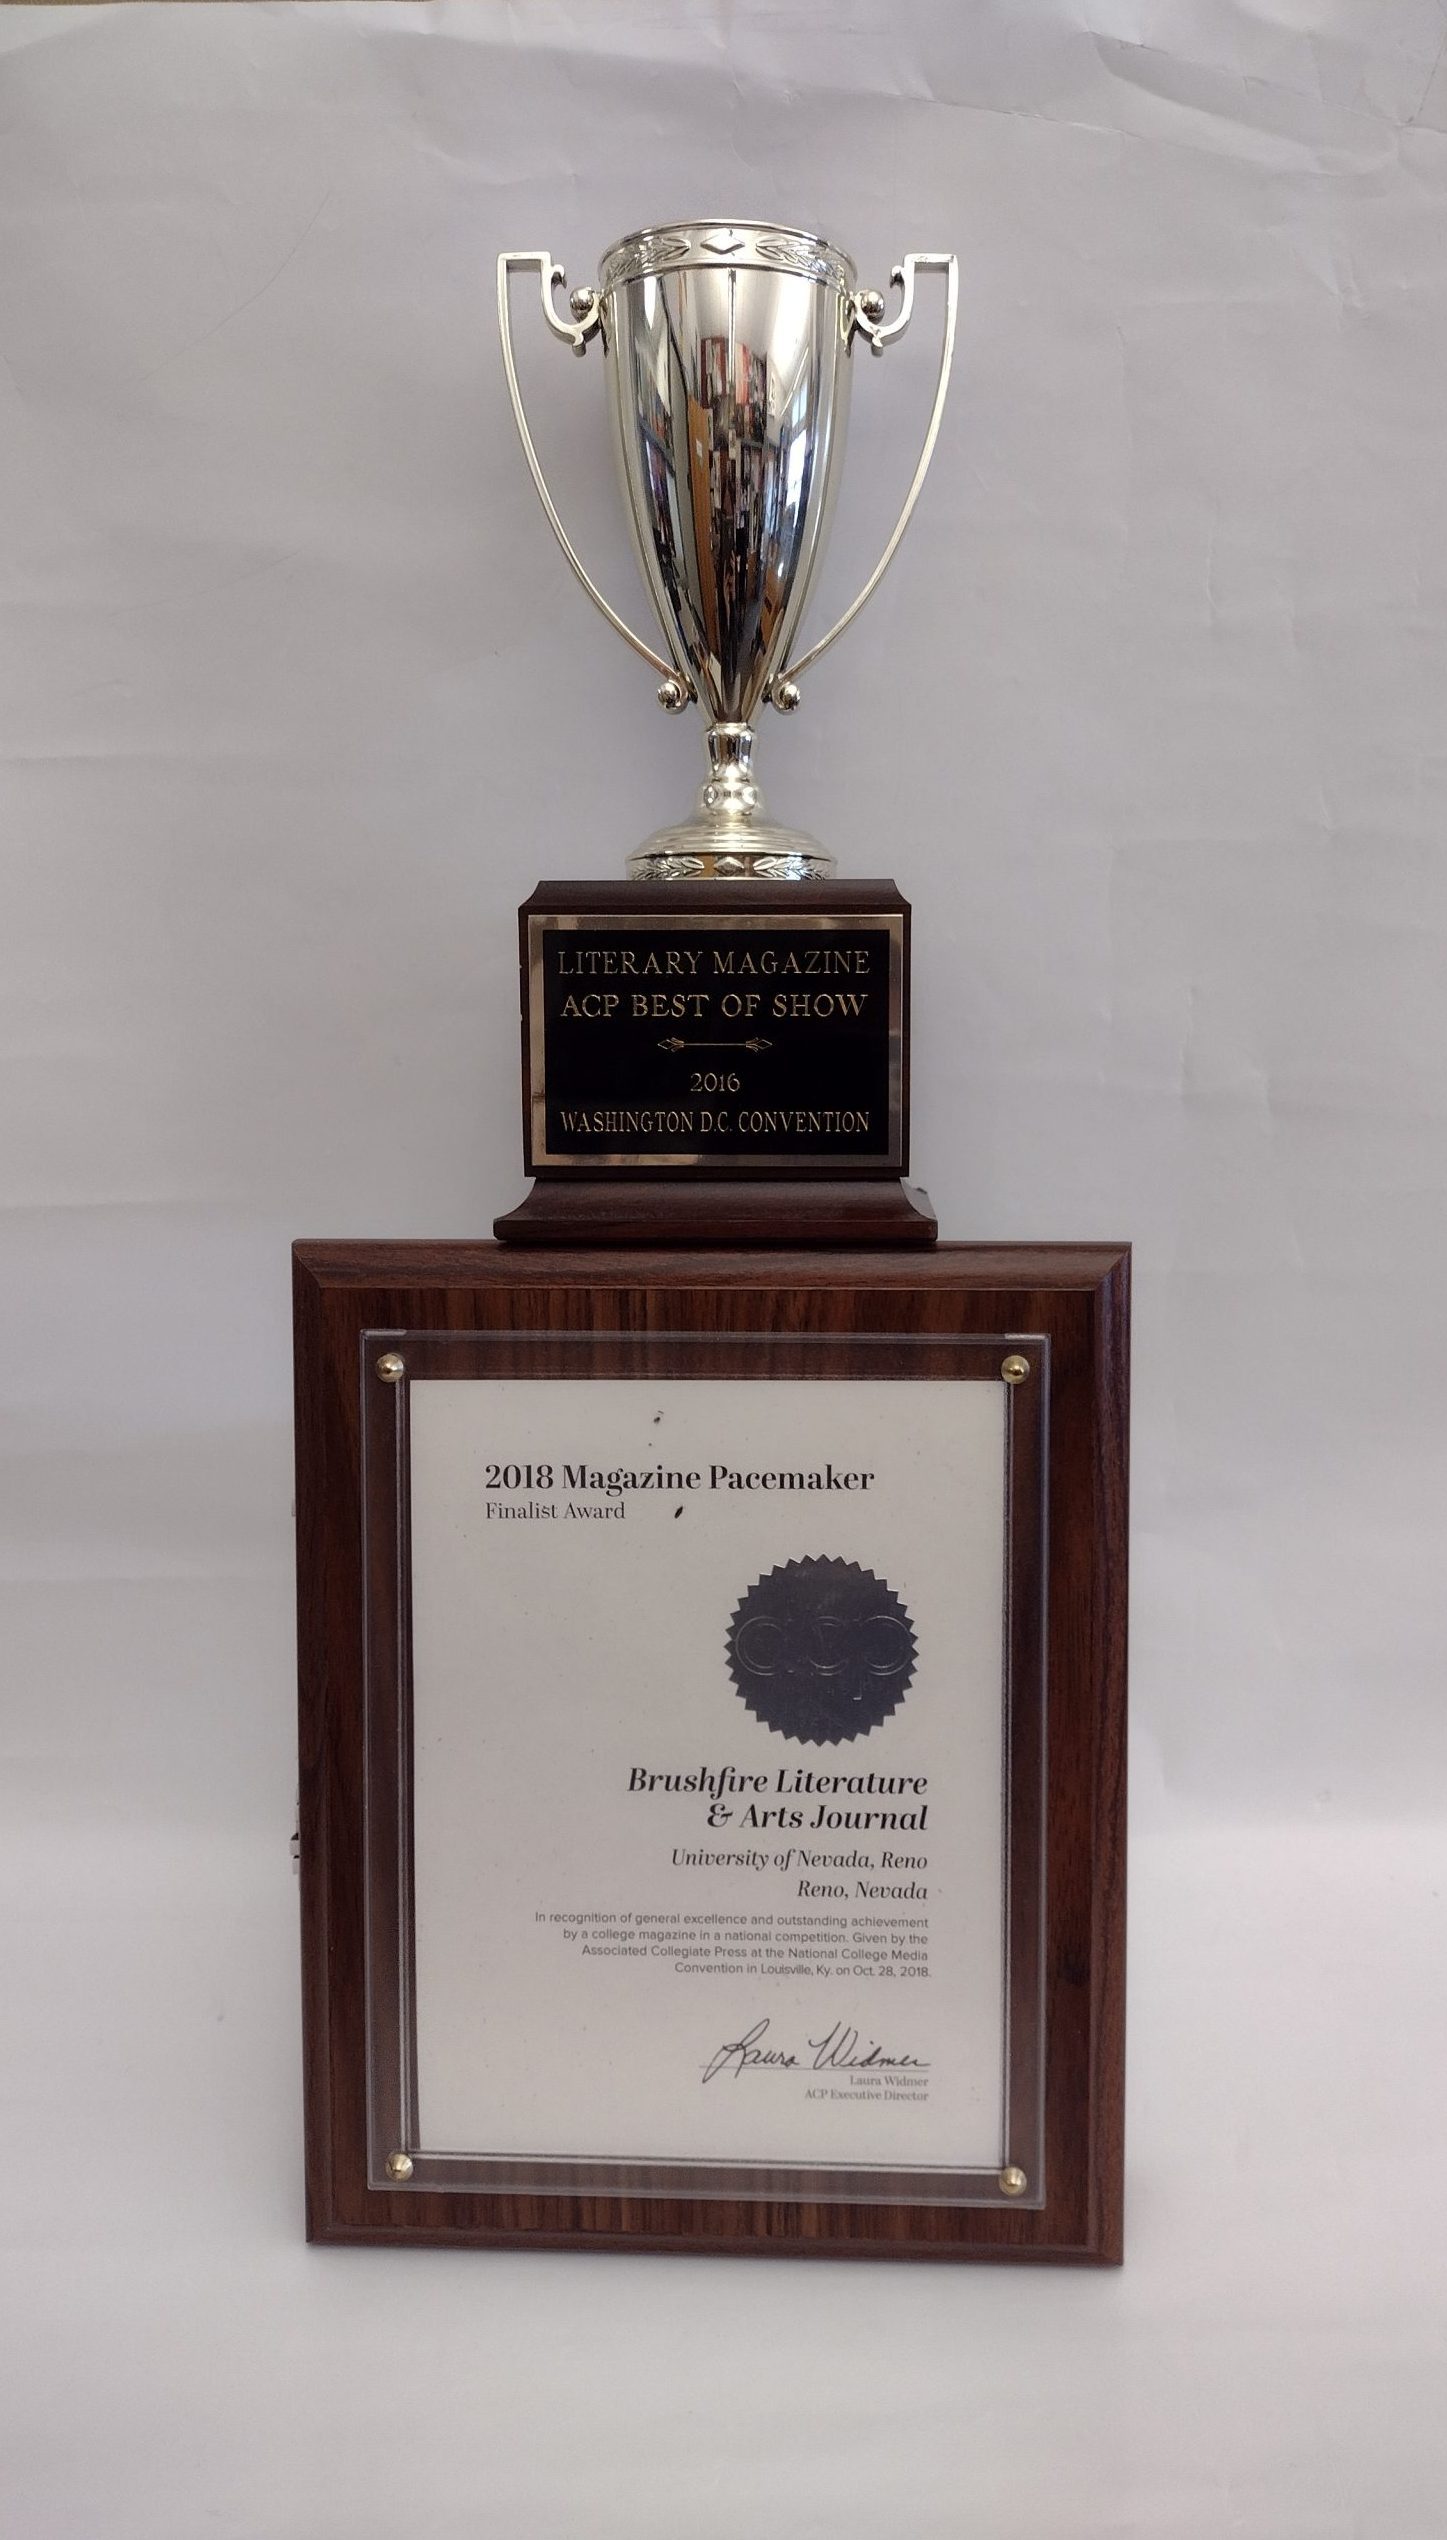 LITERARY MAGAZINE
ACP BEST OF SHOW
2016
WASHINGTON D.C. CONVENTION
2018 Magazine Pacemaker
Finalist Award
acp
Brushfire Literature
& Arts Journal
University of Nevada, Reno
Reno, Nevada
In recognition of general excellence and outstanding achievement
by a college magazine in a national competition. Given by the
Associated Collegiate Press at the National College Media
Convention in Louisville, Ky. on Oct. 28, 2018.
Laura Widmer
Laura Widmer
ACP Executive Director